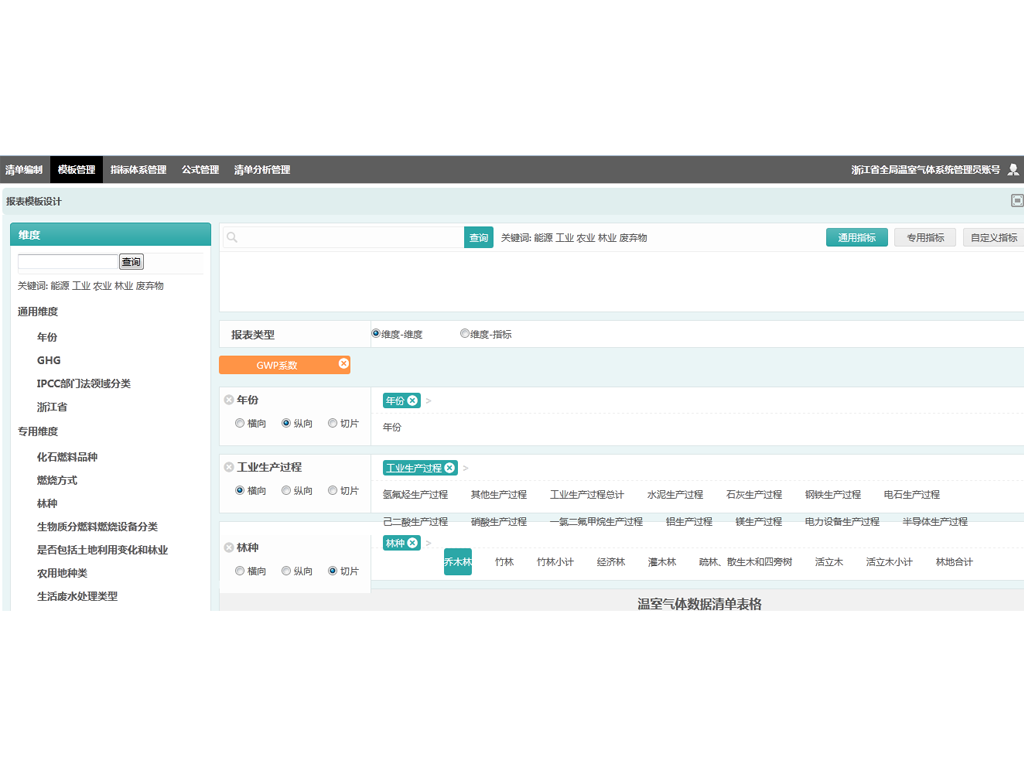 清单编制 模板管理 指标体系管理 公式管理 清单分析管理 浙江省全局温室气体系统管理员账号
报表模板设计
维度
查询
关键词: 能源 工业 农业 林业 废弃物
通用维度
年份
GHG
IPCC部门法领域分类
浙江省
专用维度
化石燃料品种
燃烧方式
林种
生物质分燃料燃烧设备分类
是否包括土地利用变化和林业
农用地种类
生活废水处理类型
查询 关键词: 能源 工业 农业 林业 废弃物 通用指标 专用指标 自定义指标
报表类型 维度-维度 维度-指标
GWP系数
年份 年份 >
横向 纵向 切片 年份
工业生产过程 工业生产过程 >
横向 纵向 切片 氢氟烃生产过程 其他生产过程 工业生产过程总计 水泥生产过程 石灰生产过程 钢铁生产过程 电石生产过程
己二酸生产过程 硝酸生产过程 一氯二氟甲烷生产过程 铝生产过程 镁生产过程 电力设备生产过程 半导体生产过程
林种 林种 >
横向 纵向 切片 乔木林 竹林 竹林小计 经济林 灌木林 疏林、散生木和四旁树 活立木 活立木小计 林地合计
温室气体数据清单表格